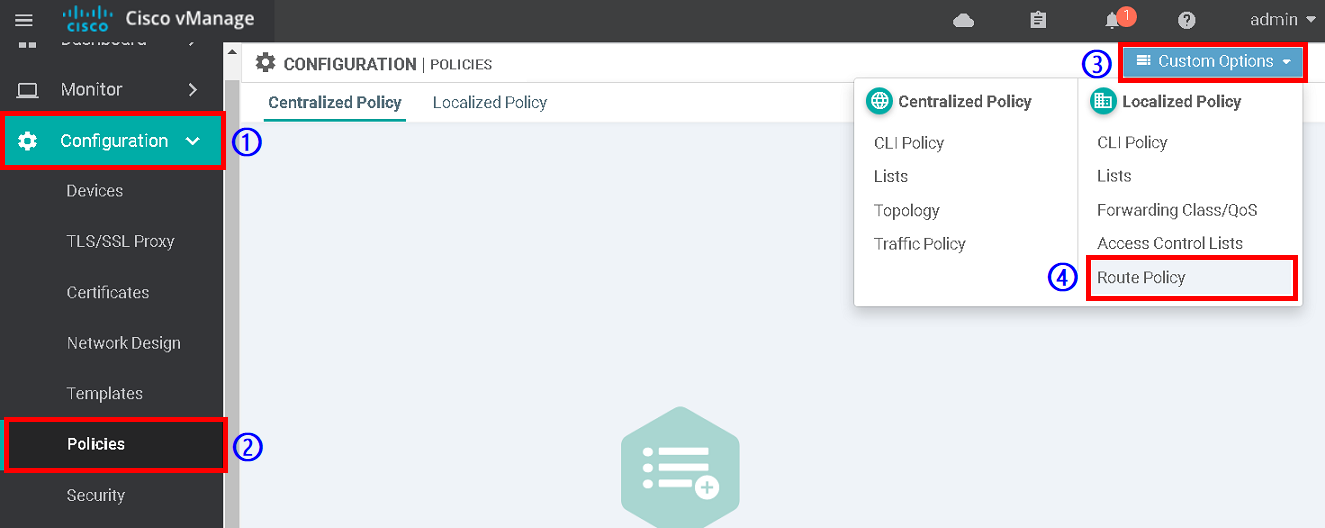 CISCO
Cisco vManage
1
admin
Dashboard
Monitor
Configuration
1
Devices
TLS/SSL Proxy
Certificates
Network Design
Templates
Policies
2
Security
CONFIGURATION | POLICIES
3
Custom Options
Centralized Policy Localized Policy
Centralized Policy
CLI Policy
Lists
Topology
Traffic Policy
Localized Policy
CLI Policy
Lists
Forwarding Class/QoS
Access Control Lists
4
Route Policy